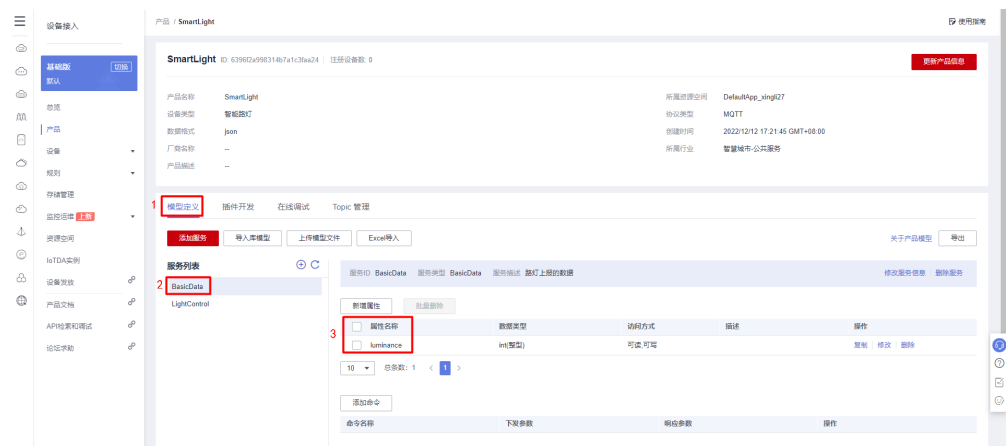 设备接入
产品 / SmartLight
使用指南
基础版 切换
默认
总览
产品
设备
规则
存储管理
监控运维 上新
资源空间
IoTDA实例
设备发放
产品文档
API检索和调试
论坛求助
SmartLight ID: 6396f2a998314b7a1c3faa24 | 注册设备数: 0
更新产品信息
产品名称 SmartLight 所属资源空间 DefaultApp_xingli27
设备类型 智能路灯 协议类型 MQTT
数据格式 json 创建时间 2022/12/12 17:21:45 GMT+08:00
厂商名称 -- 所属行业 智慧城市-公共服务
产品描述 --
1 模型定义 插件开发 在线调试 Topic 管理
添加服务 导入库模型 上传模型文件 Excel导入 关于产品模型 导出
服务列表
2 BasicData
LightControl
服务ID BasicData 服务类型 BasicData 服务描述 路灯上报的数据 修改服务信息 | 删除服务
新增属性 批量删除
3
属性名称 数据类型 访问方式 描述 操作
luminance int(整型) 可读,可写 复制 | 修改 | 删除
10 总条数: 1 < 1 >
添加命令
命令名称 下发参数 响应参数 操作